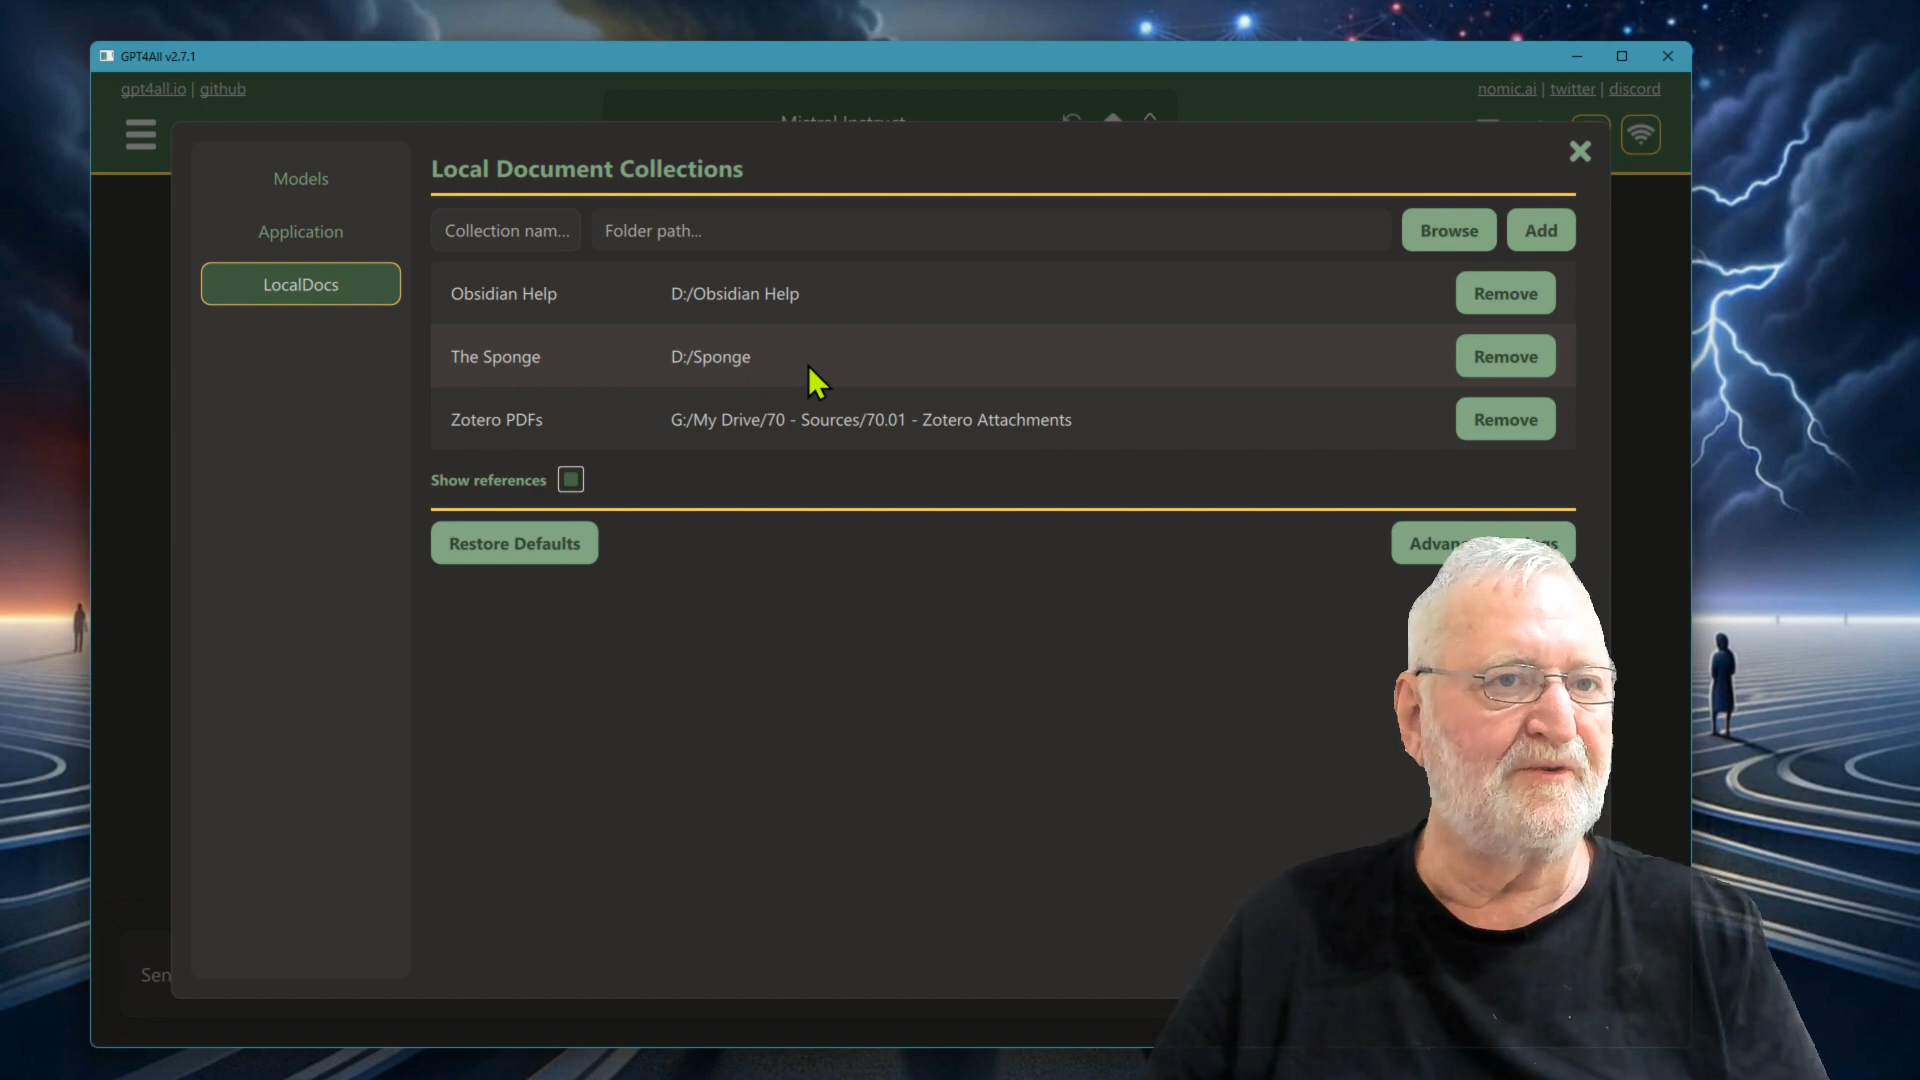 GPT4All v2.7.1
gpt4all.io | github
nomic.ai | twitter | discord
Mistral Instruct
Models
Application
LocalDocs
Local Document Collections
Collection nam... Folder path... Browse Add
Obsidian Help D:/Obsidian Help Remove
The Sponge D:/Sponge Remove
Zotero PDFs G:/My Drive/70 - Sources/70.01 - Zotero Attachments Remove
Show references
Restore Defaults